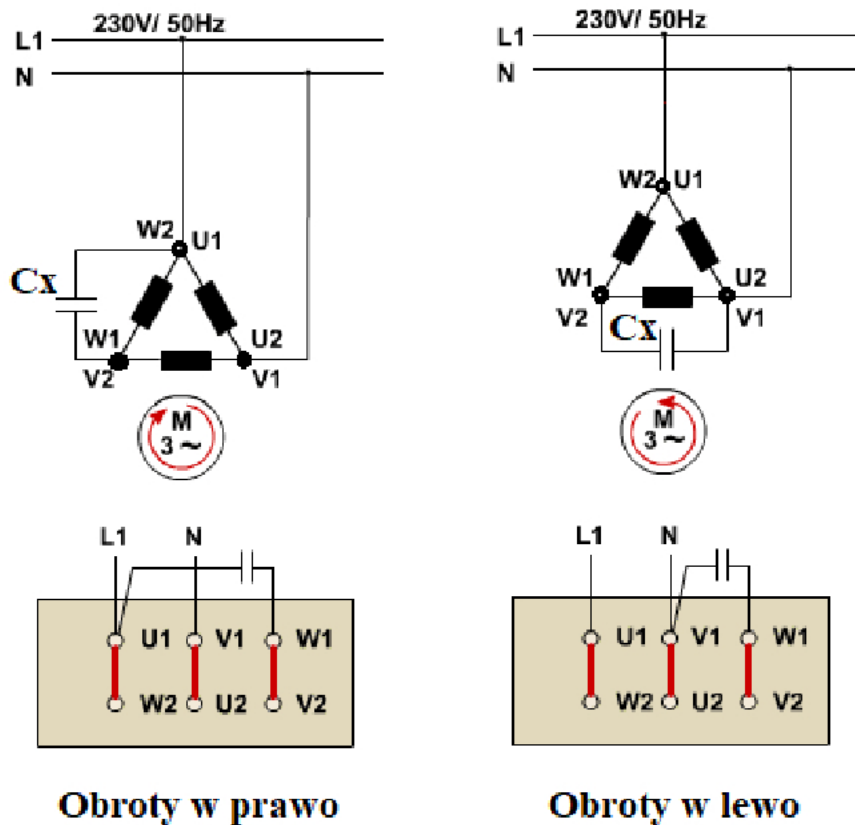 230V/ 50Hz
L1
N
W2 U1
Cx
W1 U2
V2 V1
M
3 ~
L1 N
U1 V1 W1
W2 U2 V2
Obroty w prawo
230V/ 50Hz
L1
N
W2 U1
W1 U2
V2 Cx V1
M
3 ~
L1 N
U1 V1 W1
W2 U2 V2
Obroty w lewo